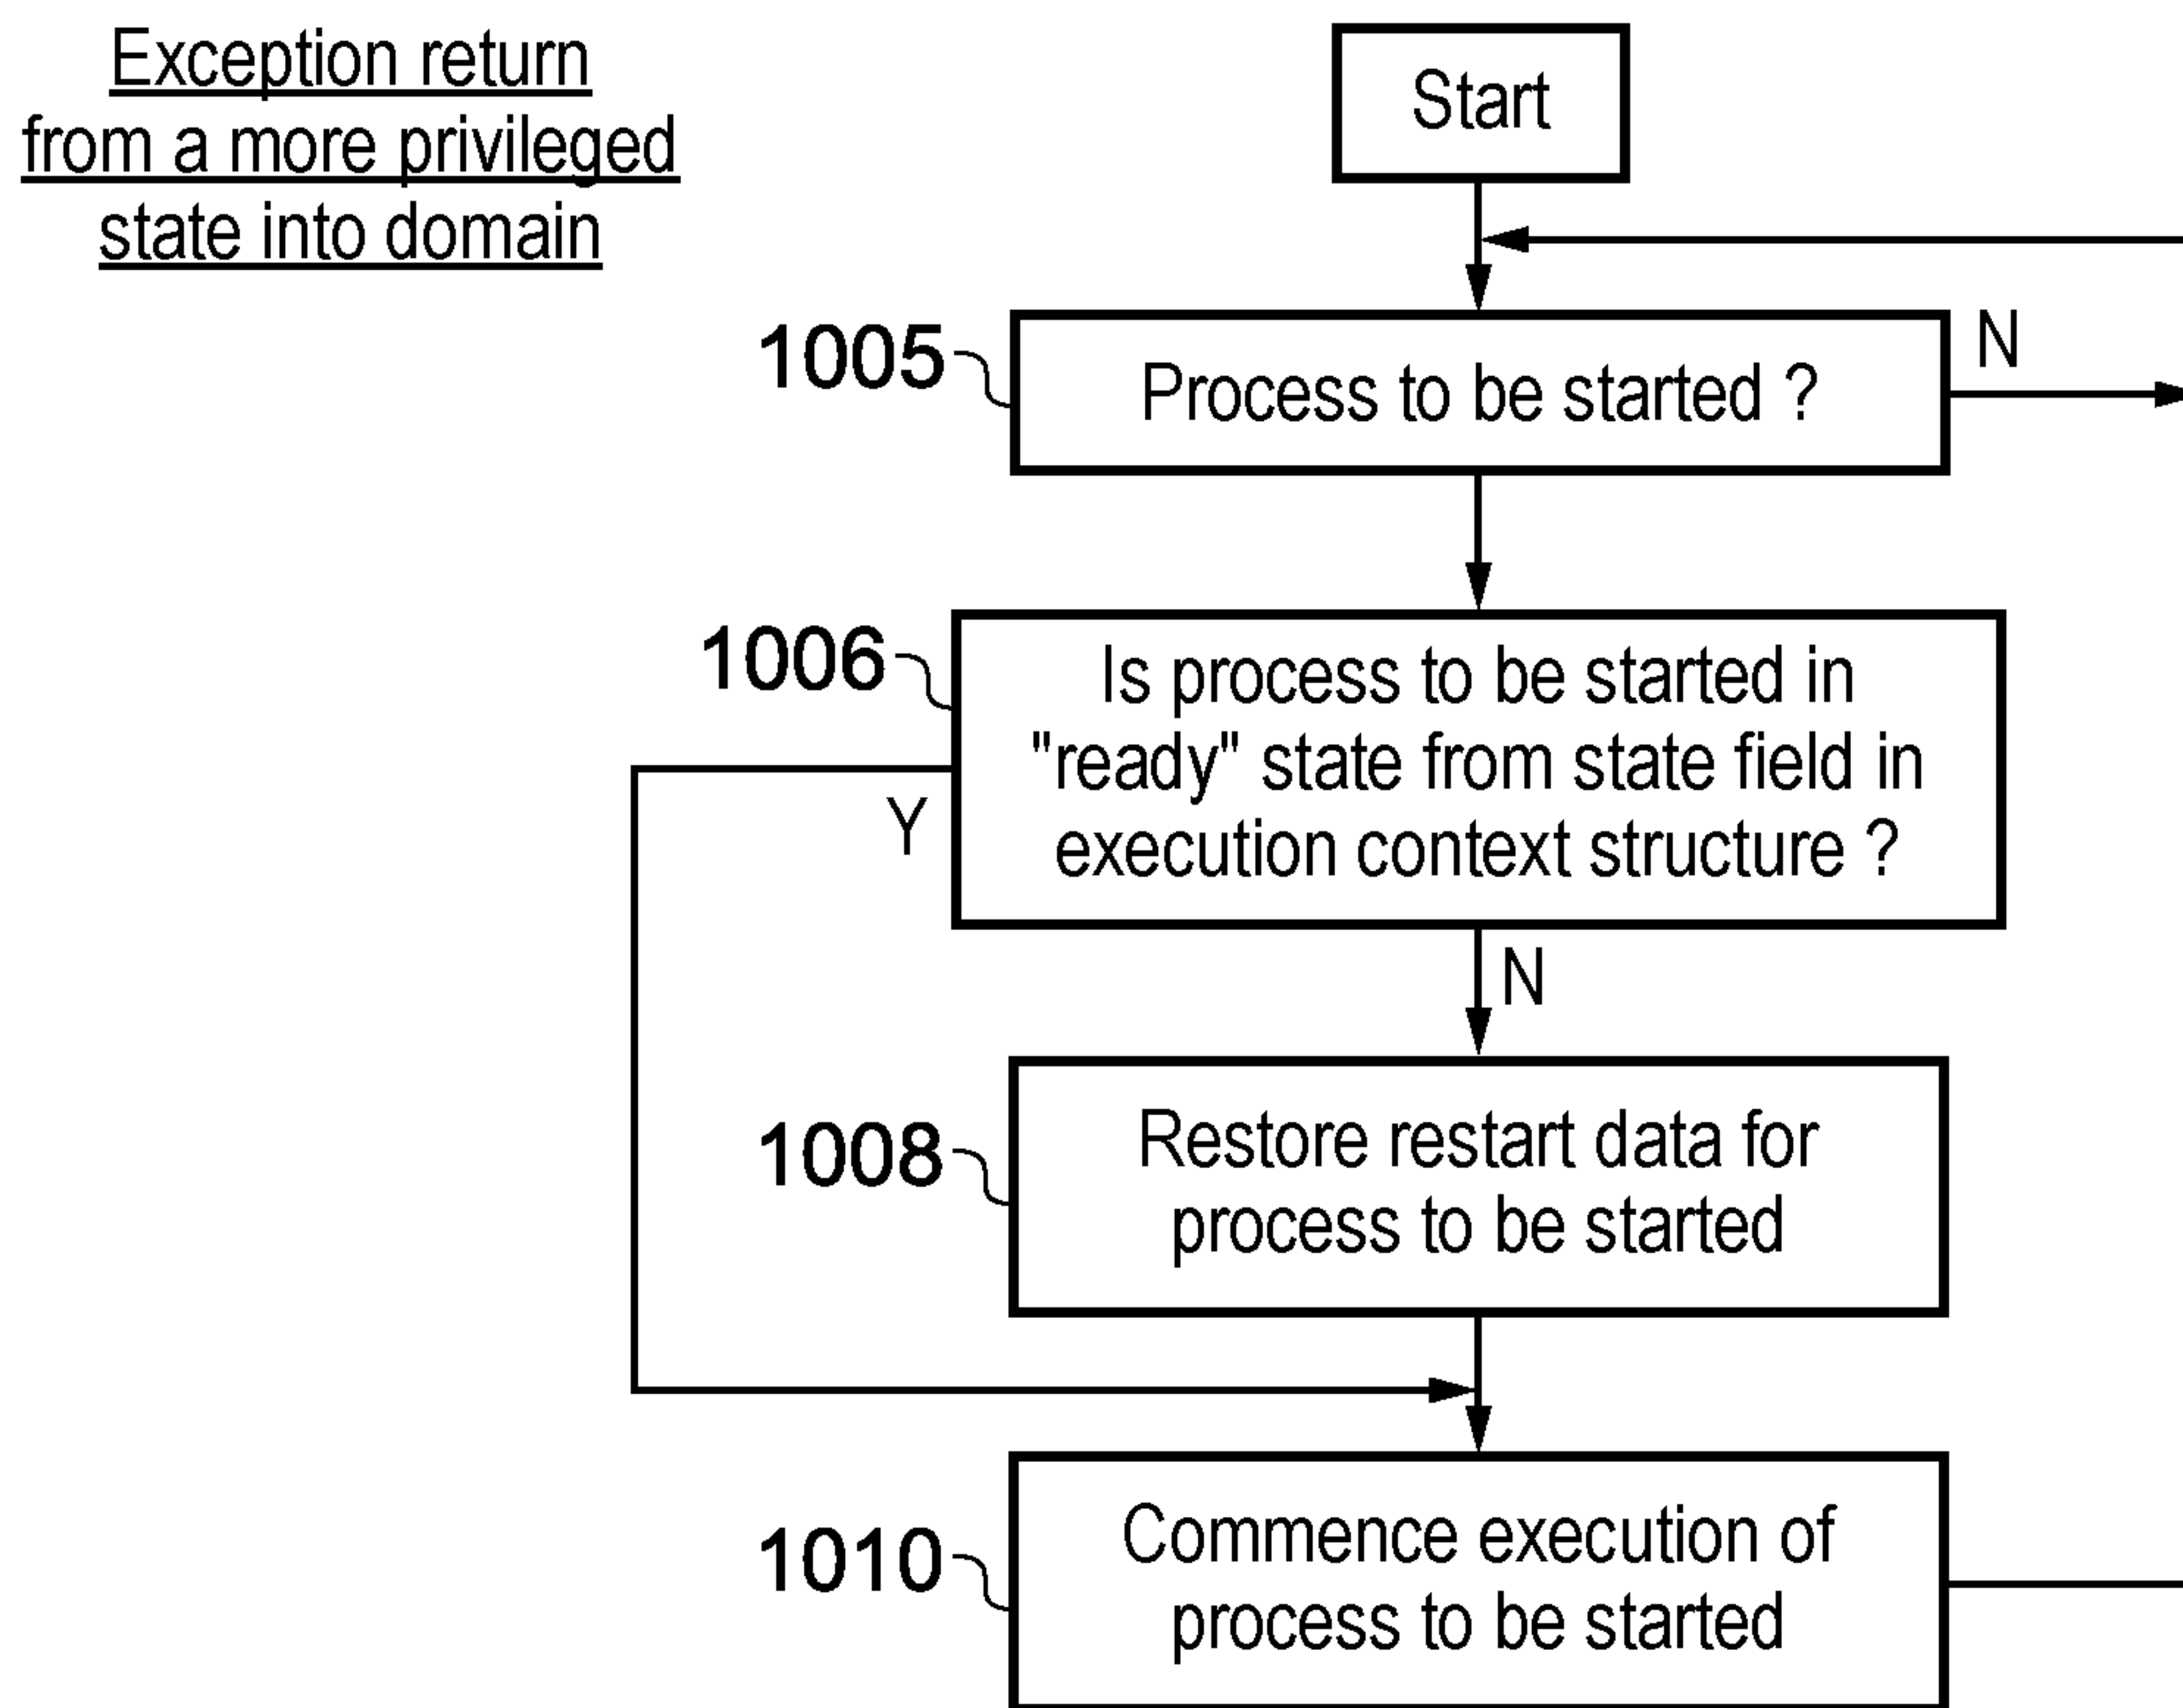 Exception return
from a more privileged
state into domain
Start
1005
Process to be started ?
N
1006
Is process to be started in
"ready" state from state field in
execution context structure ?
Y
N
1008
Restore restart data for
process to be started
1010
Commence execution of
process to be started